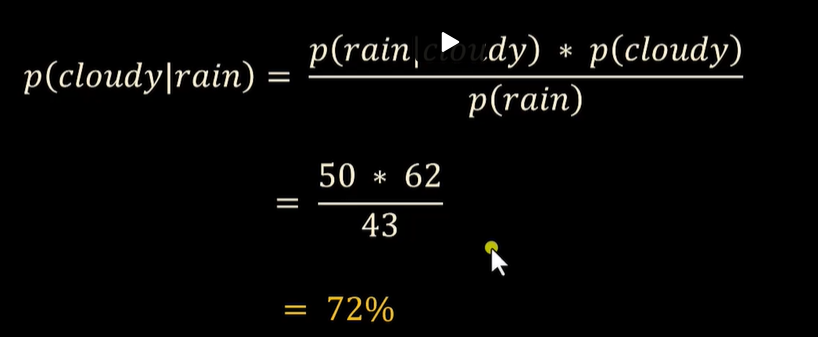 p(cloudy|rain) = p(rain|cloudy) * p(cloudy)
p(rain)
= 50 * 62
43
= 72%